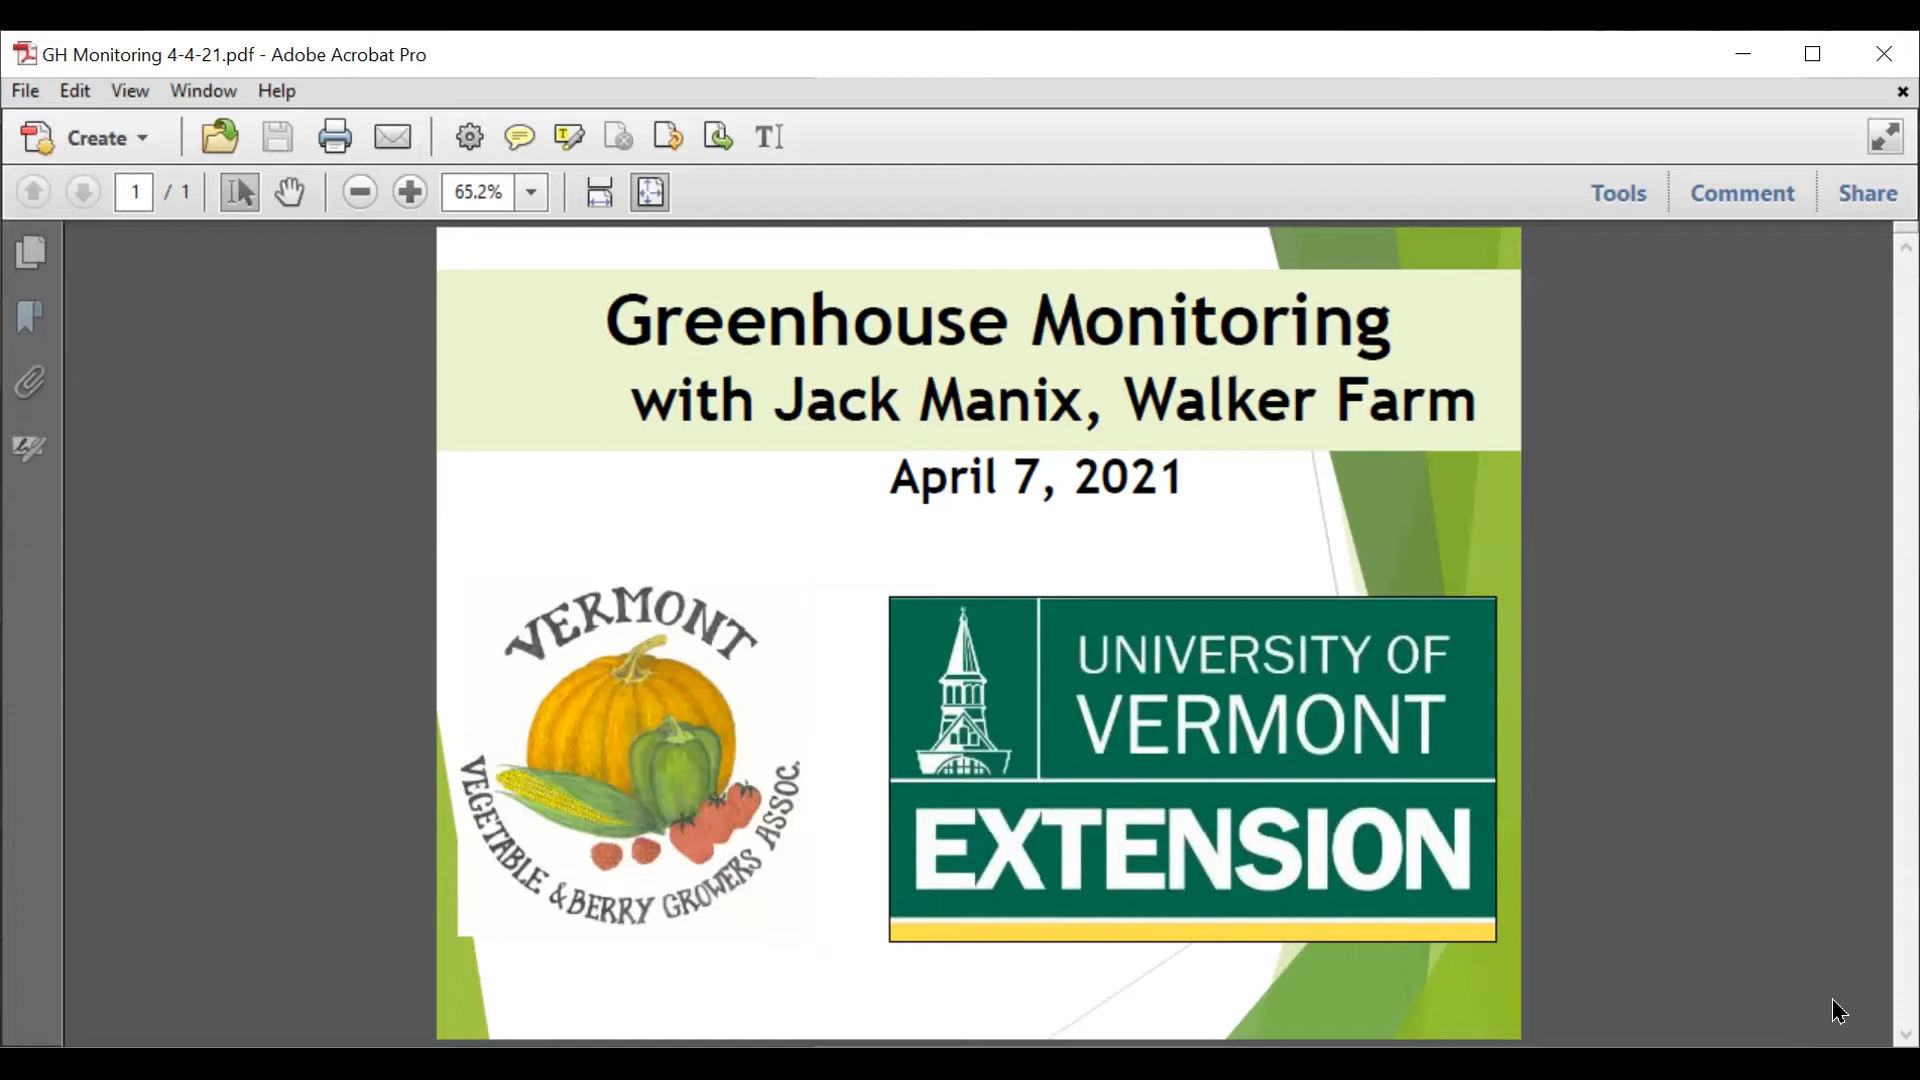 GH Monitoring 4-4-21.pdf - Adobe Acrobat Pro
File Edit View Window Help
Create
1 / 1 65.2% Tools Comment Share
Greenhouse Monitoring
with Jack Manix, Walker Farm
April 7, 2021
VERMONT
VEGETABLE & BERRY GROWERS ASSOC.
UNIVERSITY OF
VERMONT
EXTENSION